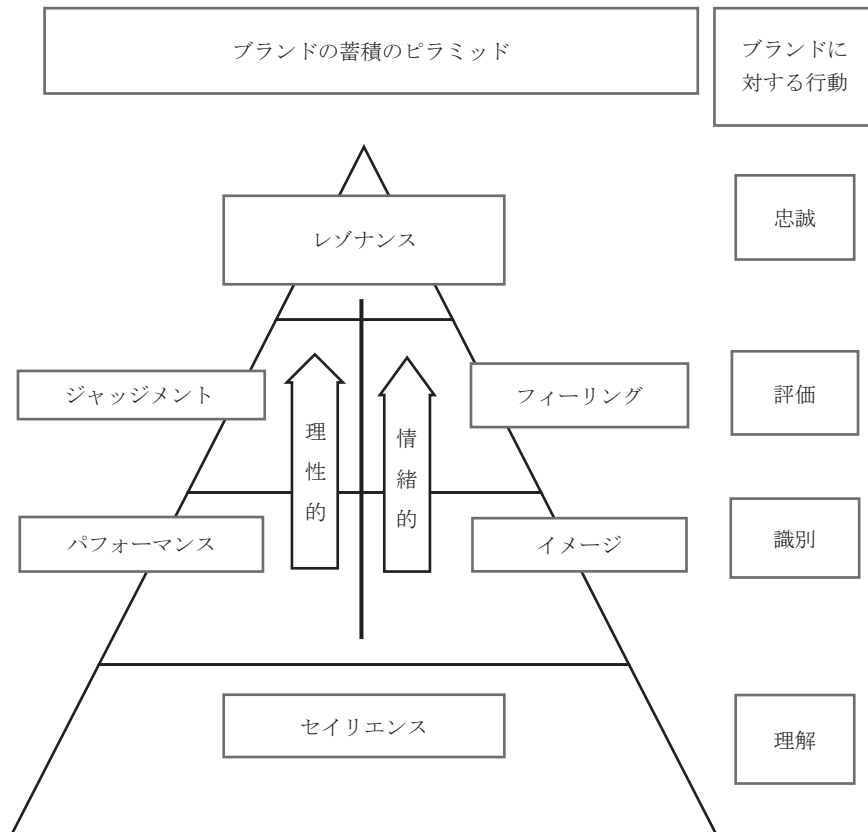 ブランドの蓄積のピラミッド
ブランドに
対する行動
レゾナンス
忠誠
ジャッジメント
フィーリング
評価
理性的
情緒的
パフォーマンス
イメージ
識別
セイリエンス
理解